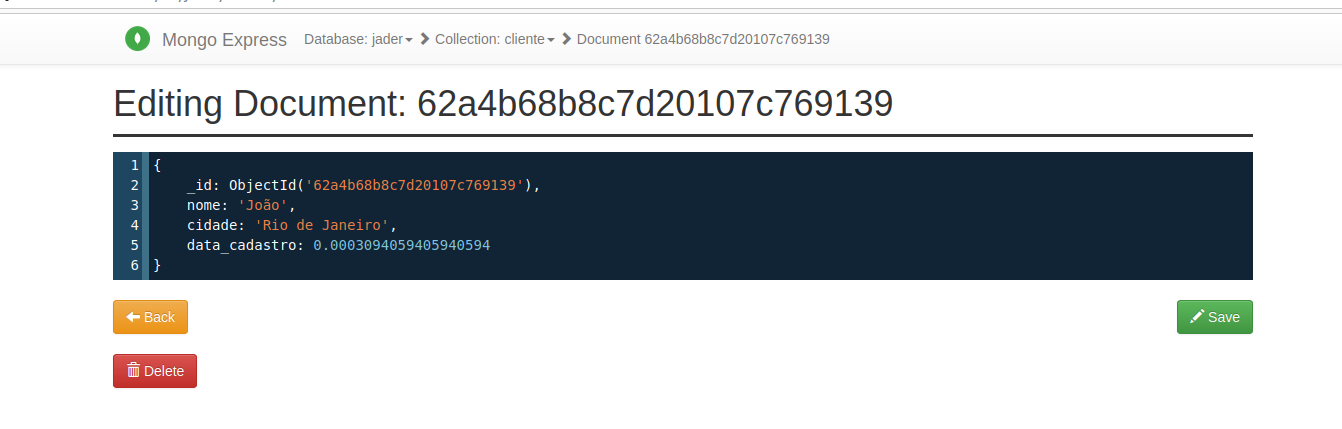 Mongo Express Database: jader Collection: cliente Document 62a4b68b8c7d20107c769139
Editing Document: 62a4b68b8c7d20107c769139
1 {
2 _id: ObjectId('62a4b68b8c7d20107c769139'),
3 nome: 'João',
4 cidade: 'Rio de Janeiro',
5 data_cadastro: 0.0003094059405940594
6 }
Back Save
Delete